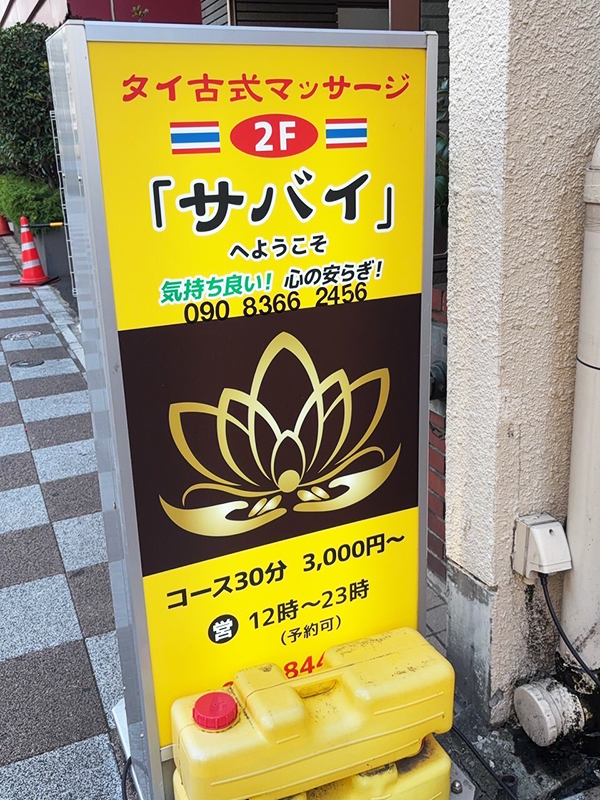 タイ古式マッサージ
2F
「サバイ」
へようこそ
気持ち良い! 心の安らぎ!
090 8366 2456
コース30分 3,000円〜
営 12時〜23時
(予約可)
844